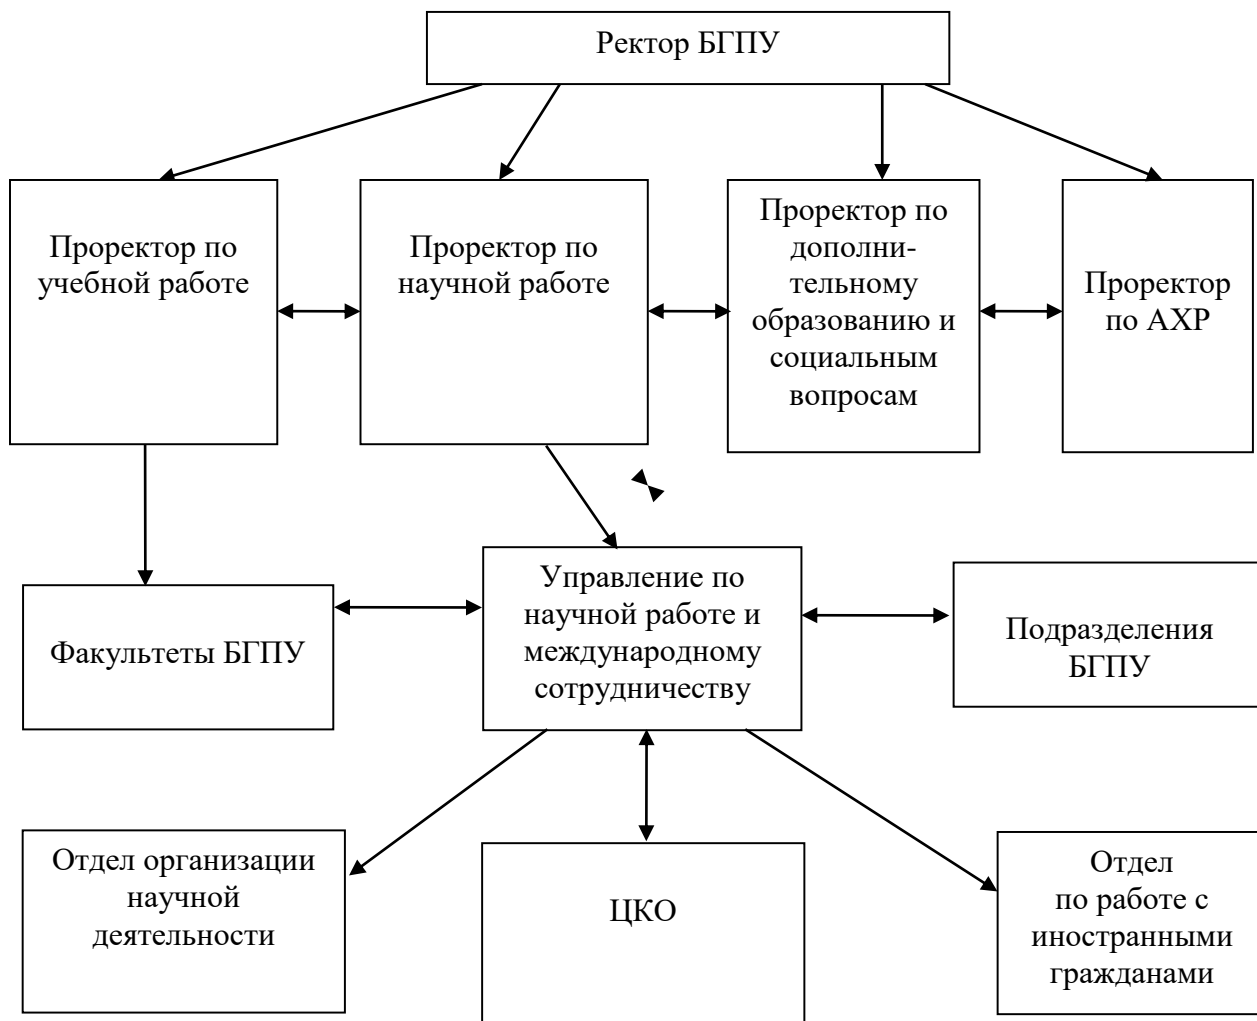 Ректор БГПУ
Проректор по
учебной работе
Проректор по
научной работе
Проректор по
дополни-
тельному
образованию и
социальным
вопросам
Проректор
по АХР
Факультеты БГПУ
Управление по
научной работе и
международному
сотрудничеству
Подразделения
БГПУ
Отдел организации
научной
деятельности
ЦКО
Отдел
по работе с
иностранными
гражданами